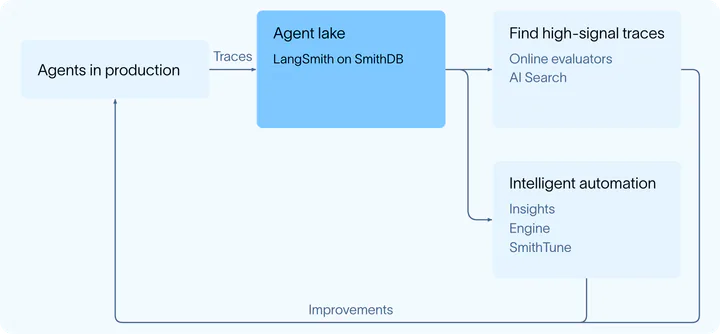 Agents in production
Traces
Agent lake
LangSmith on SmithDB
Find high-signal traces
Online evaluators
AI Search
Intelligent automation
Insights
Engine
SmithTune
Improvements